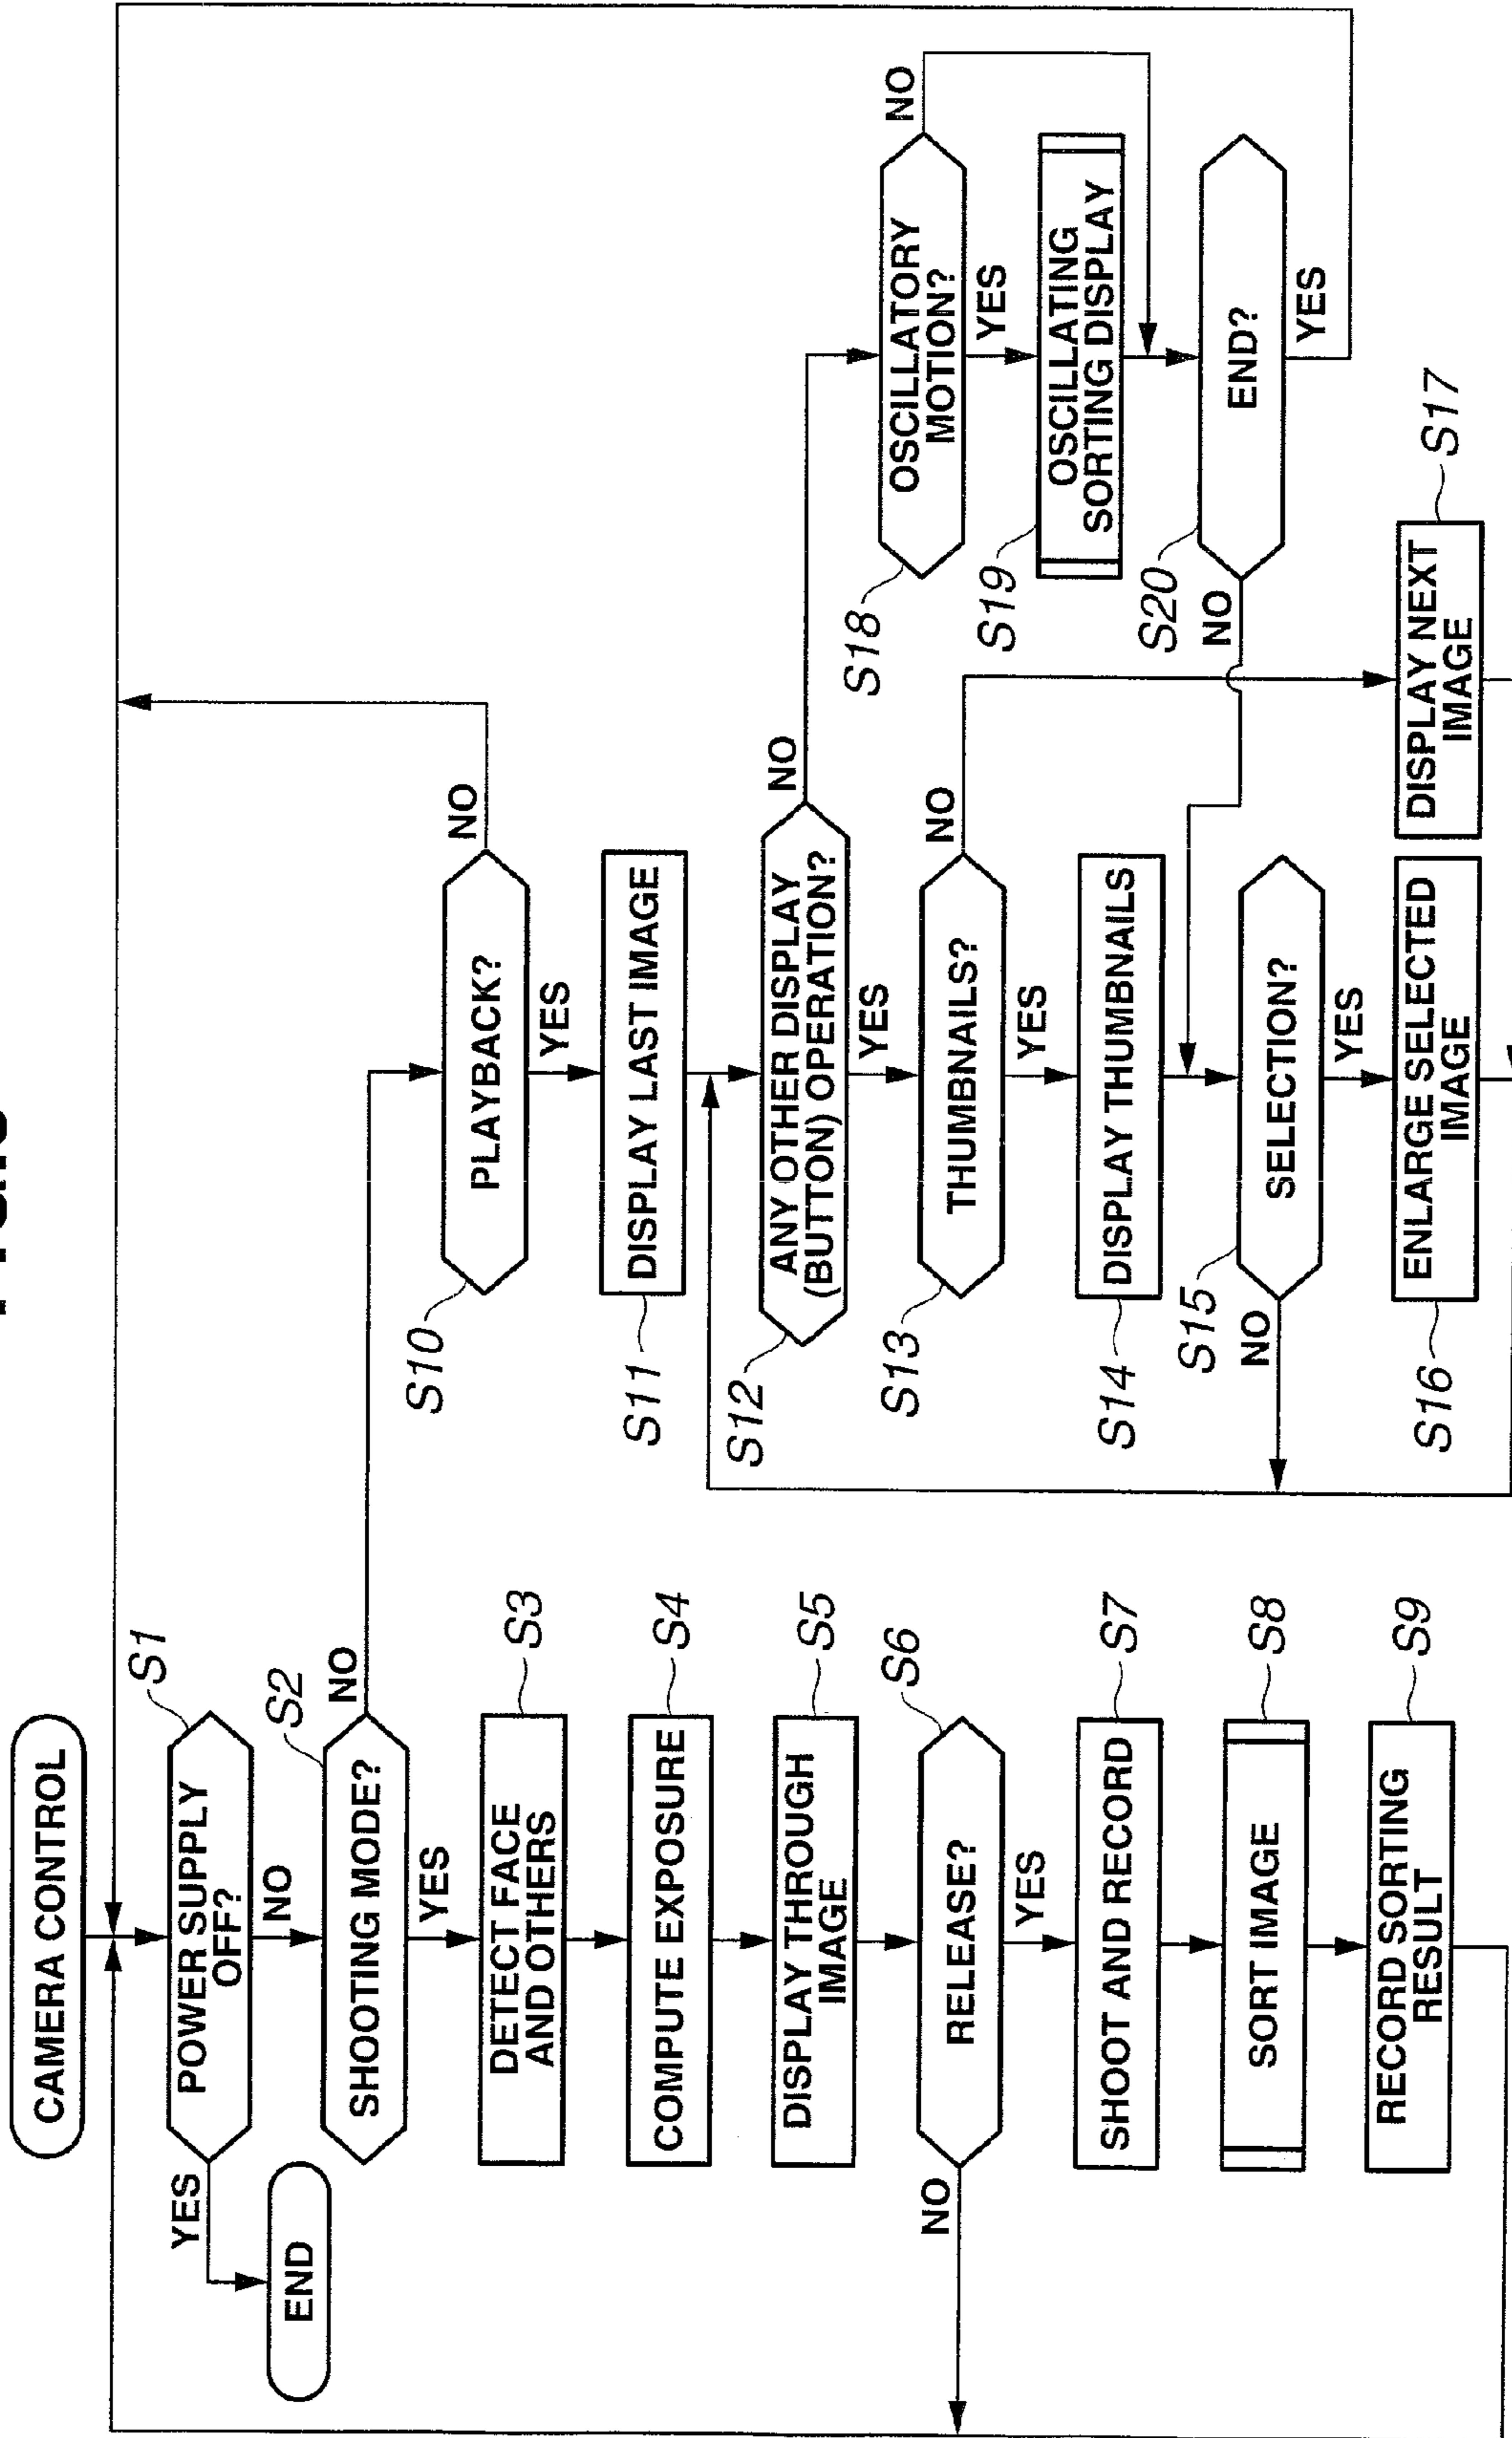 CAMERA CONTROL
S1
POWER SUPPLY
OFF?
YES
END
NO
S2
SHOOTING MODE?
NO
YES
S3
DETECT FACE
AND OTHERS
S4
COMPUTE EXPOSURE
S5
DISPLAY THROUGH
IMAGE
S6
RELEASE?
NO
YES
S7
SHOOT AND RECORD
S8
SORT IMAGE
S9
RECORD SORTING
RESULT
S10
PLAYBACK?
NO
YES
S11
DISPLAY LAST IMAGE
S12
ANY OTHER DISPLAY
(BUTTON) OPERATION?
NO
YES
S13
THUMBNAILS?
NO
YES
S14
DISPLAY THUMBNAILS
S15
SELECTION?
NO
YES
S16
ENLARGE SELECTED
IMAGE
S17
DISPLAY NEXT
IMAGE
S18
OSCILLATORY
MOTION?
NO
YES
S19
OSCILLATING
SORTING DISPLAY
S20
END?
NO
YES